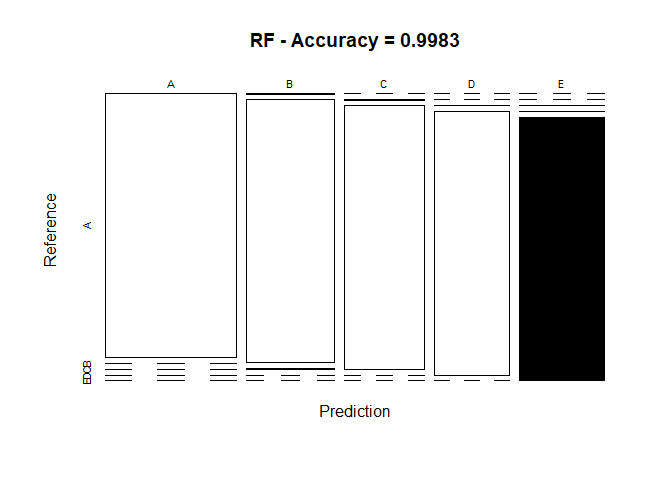 RF - Accuracy = 0.9983
A B C D E
Reference
A
EDCB
Prediction